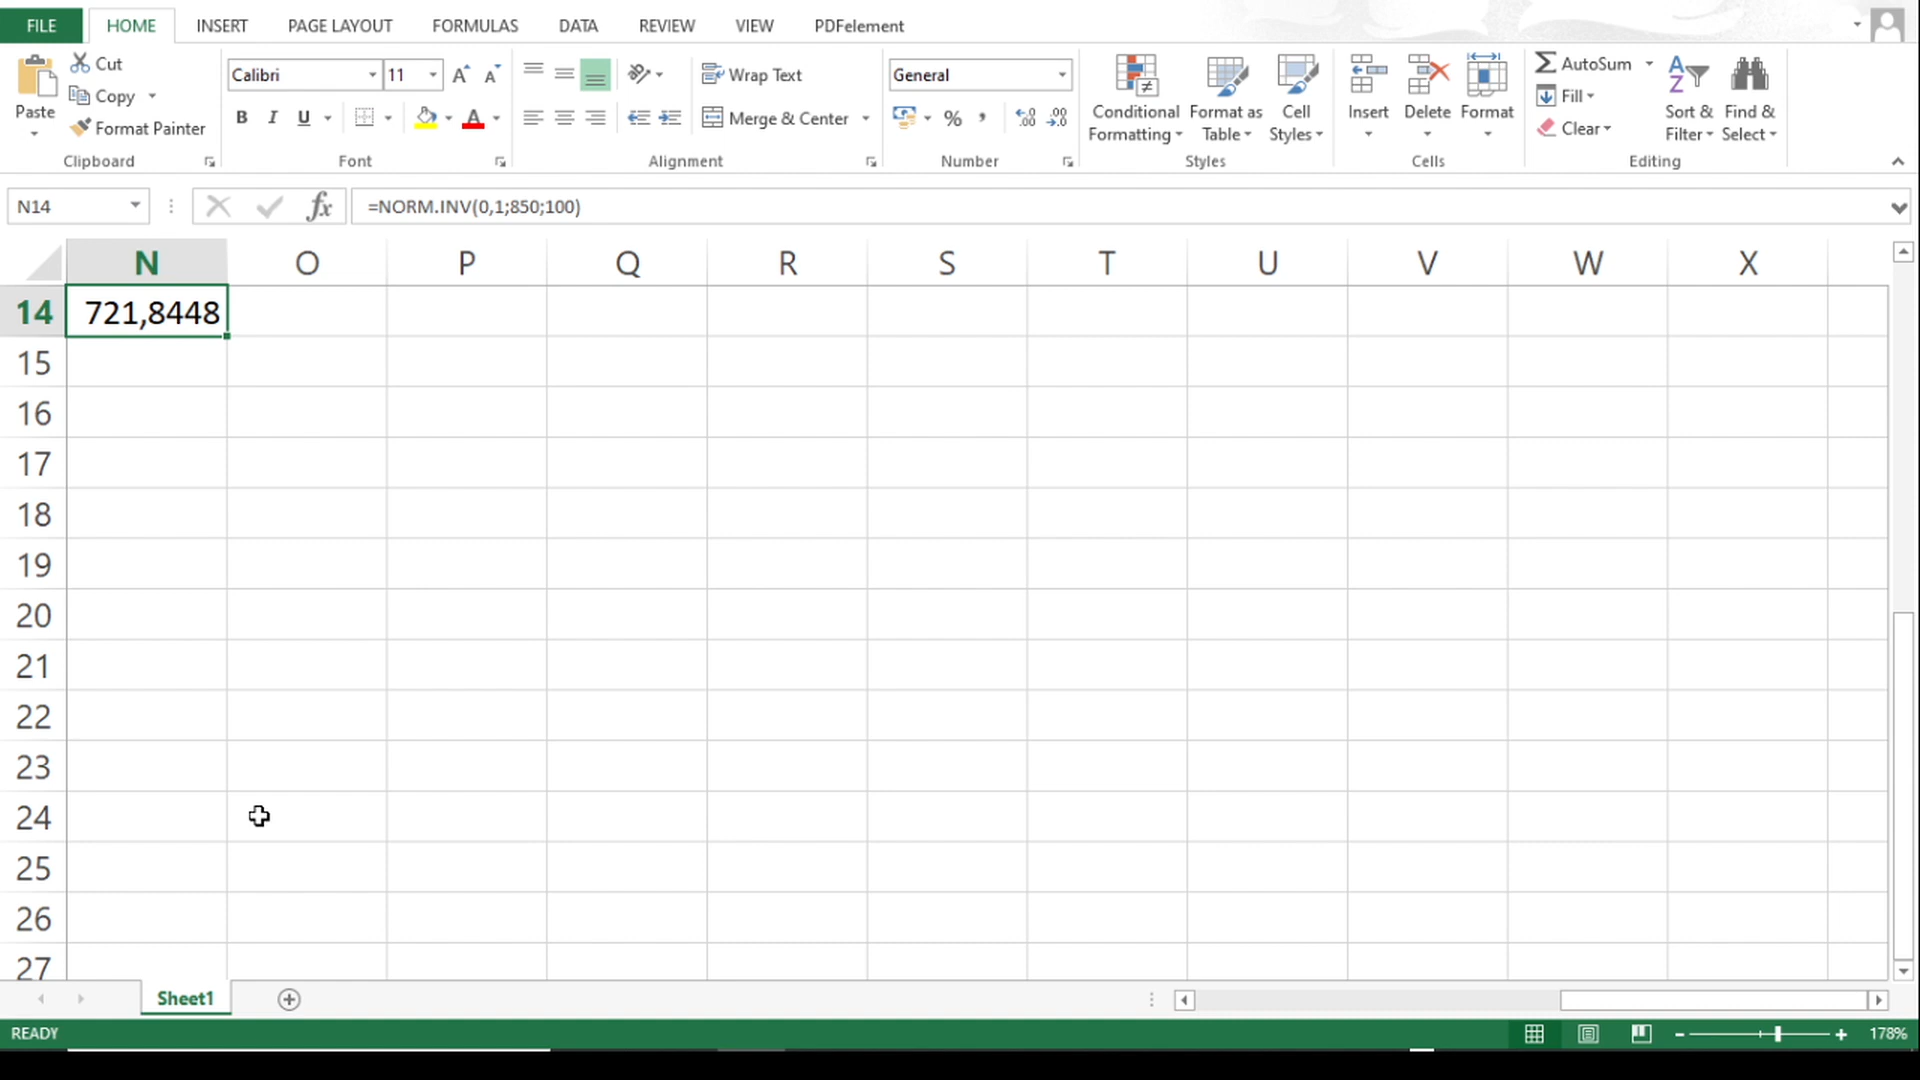 FILE HOME INSERT PAGE LAYOUT FORMULAS DATA REVIEW VIEW PDFelement
Paste
Cut
Copy
Format Painter
Clipboard
Calibri 11 A A
B I U A
Font
Wrap Text
Merge & Center
Alignment
General
% , ,00 ,0
Number
Conditional Formatting
Format as Table
Cell Styles
Styles
Insert Delete Format
Cells
AutoSum
Fill
Clear
Sort & Filter
Find & Select
Editing
N14 fx =NORM.INV(0,1;850;100)
N O P Q R S T U V W X
14 721,8448
15
16
17
18
19
20
21
22
23
24
25
26
27
Sheet1
READY 178%